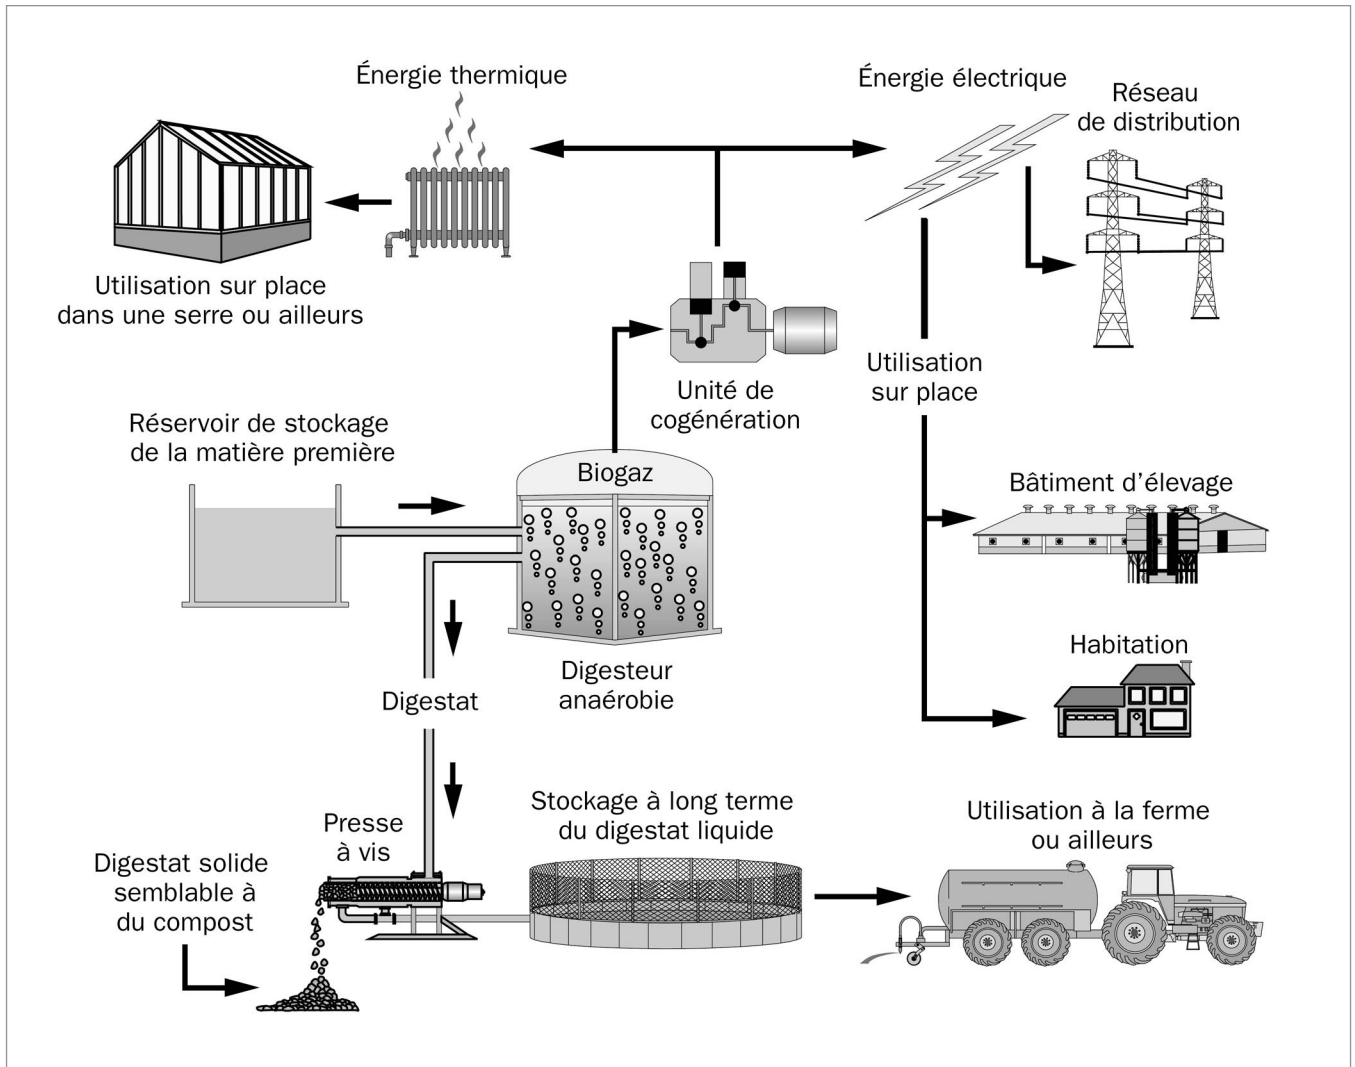 Énergie thermique
Énergie électrique
Réseau
de distribution
Utilisation sur place
dans une serre ou ailleurs
Unité de
cogénération
Utilisation
sur place
Réservoir de stockage
de la matière première
Biogaz
Bâtiment d'élevage
Digesteur
anaérobie
Habitation
Digestat
Presse
à vis
Stockage à long terme
du digestat liquide
Utilisation à la ferme
ou ailleurs
Digestat solide
semblable à
du compost